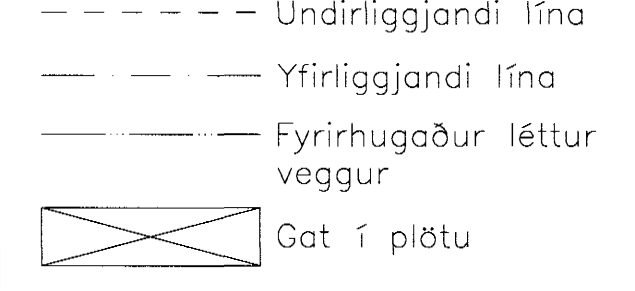 Undirliggjandi lína
Yfirliggjandi lína
Fyrirhugaður léttur
veggur
Gat í plötu